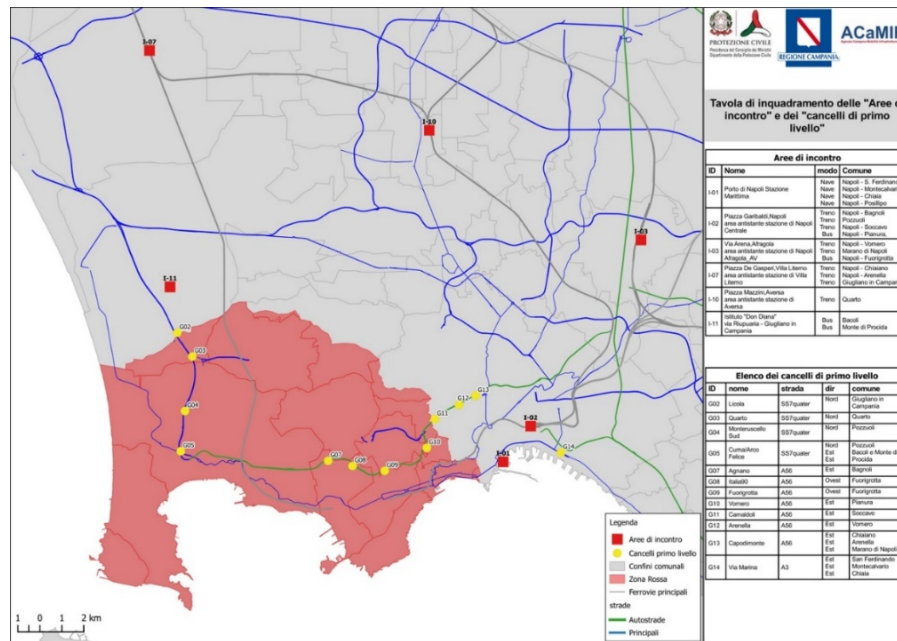 PROTEZIONE CIVILE
Presidenza del Consiglio dei Ministri
Dipartimento della Protezione Civile
REGIONE CAMPANIA
ACaMIR
Tavola di inquadramento delle "Aree di
incontro" e dei "cancelli di primo
livello"
Aree di incontro
ID Nome modo Comune
I-01 Porto di Napoli Stazione Marittima
Nave Napoli - S. Ferdinando
Nave Napoli - Montecalvario
Nave Napoli - Chiaia
Nave Napoli - Posillipo
I-02 Piazza Garibaldi,Napoli area antistante stazione di Napoli Centrale
Treno Napoli - Bagnoli
Treno Pozzuoli
Treno Napoli - Soccavo
Bus Napoli - Pianura,
I-03 Via Arena,Afragola area antistante stazione di Napoli Afragola_AV
Treno Napoli - Vomero
Treno Marano di Napoli
Bus Napoli - Fuorigrotta
I-07 Piazza De Gasperi,Villa Literno area antistante stazione di Villa Literno
Treno Napoli - Chiaiano
Treno Napoli - Arenella
Treno Giugliano in Campan
I-10 Piazza Mazzini,Aversa area antistante stazione di Aversa
Treno Quarto
I-11 Istituto "Don Diana" via Ripuaria - Giugliano in Campania
Bus Bacoli
Bus Monte di Procida
Elenco dei cancelli di primo livello
ID nome strada dir comune
G02 Licola SS7quater Nord Giugliano in Campania
G03 Quarto SS7quater Nord Quarto
G04 Monteruscello Sud SS7quater Nord Pozzuoli
G05 Cuma/Arco Felice SS7quater
Nord Pozzuoli
Est Bacoli e Monte di
Est Procida
G07 Agnano A56 Est Bagnoli
G08 Italia90 A56 Ovest Fuorigrotta
G09 Fuorigrotta A56 Ovest Fuorigrotta
G10 Vomero A56 Est Pianura
G11 Camaldoli A56 Est Soccavo
G12 Arenella A56 Est Vomero
G13 Capodimonte A56
Est Chiaiano
Est Arenella
Est Marano di Napoli
G14 Via Marina A3
Est San Ferdinando
Est Montecalvario
Est Chiaia
I-07
I-10
I-03
I-11
G02
G03
G04
G05
G07
G08
G09
G10
G11
G12
G13
I-02
I-01
G14
Legenda
Aree di incontro
Cancelli primo livello
Confini comunali
Zona Rossa
Ferrovie principali
strade
Autostrade
Principali
1 0 1 2 km